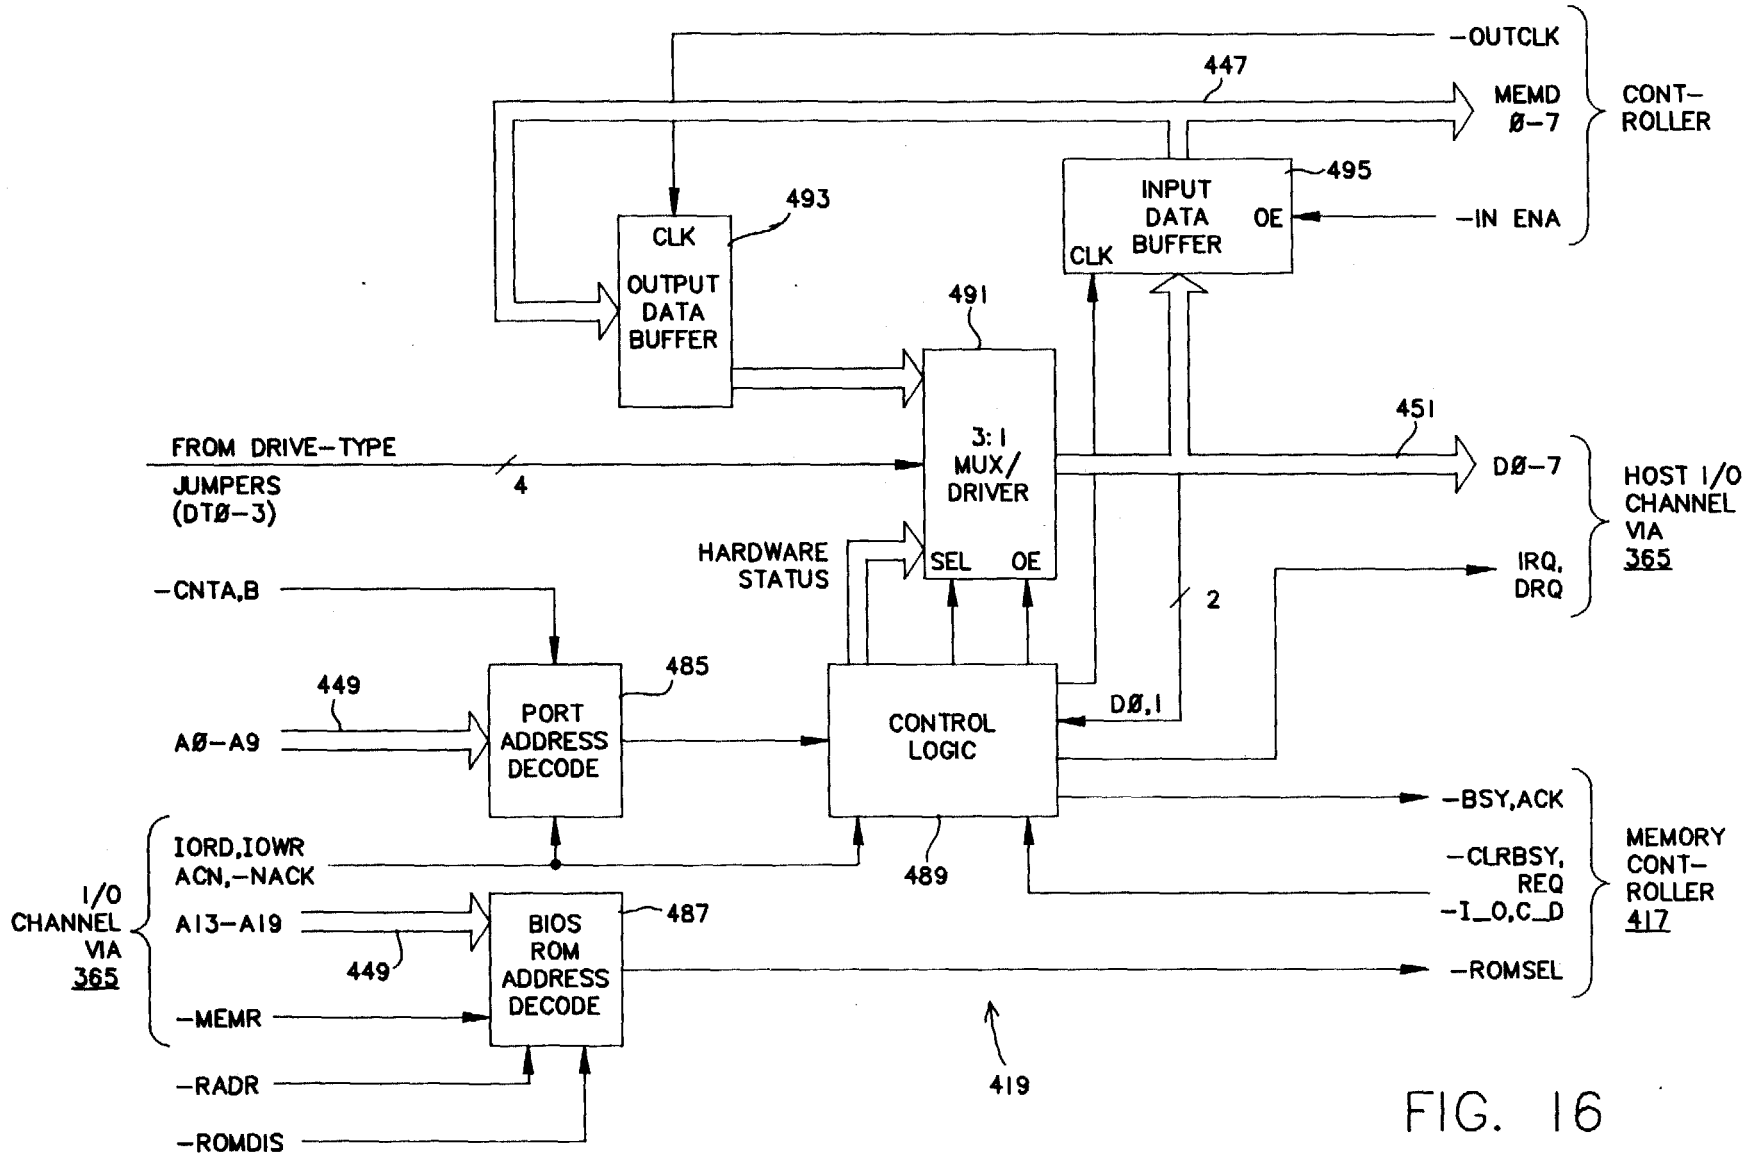 -OUTCLK
447
MEMD
Ø-7
CONT-
ROLLER
495
INPUT
DATA
BUFFER
OE
CLK
-IN ENA
493
CLK
OUTPUT
DATA
BUFFER
491
3:1
MUX/
DRIVER
SEL
OE
451
DØ-7
HOST I/O
CHANNEL
VIA
365
IRQ,
DRQ
FROM DRIVE-TYPE
JUMPERS
(DTØ-3)
4
HARDWARE
STATUS
2
-CNTA,B
485
449
AØ-A9
PORT
ADDRESS
DECODE
CONTROL
LOGIC
DØ,1
489
-BSY,ACK
-CLRBSY,
REQ
-I_O,C_D
-ROMSEL
MEMORY
CONT-
ROLLER
417
I/O
CHANNEL
VIA
365
IORD,IOWR
ACN,-NACK
A13-A19
449
-MEMR
487
BIOS
ROM
ADDRESS
DECODE
-RADR
-ROMDIS
419
FIG. 16